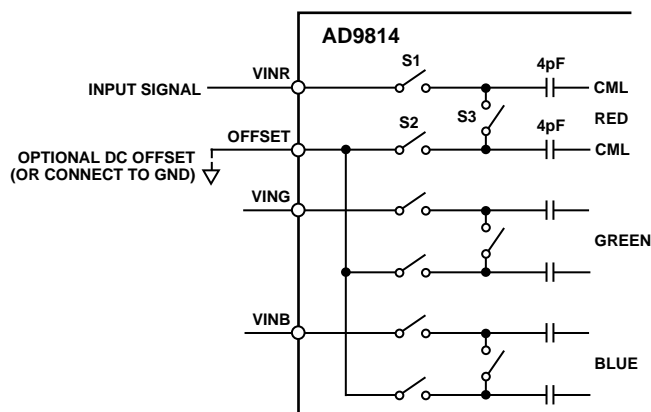 AD9814
S1
4pF
VINR
INPUT SIGNAL
CML
RED
S3
S2
4pF
OFFSET
CML
OPTIONAL DC OFFSET
(OR CONNECT TO GND)
VING
GREEN
VINB
BLUE